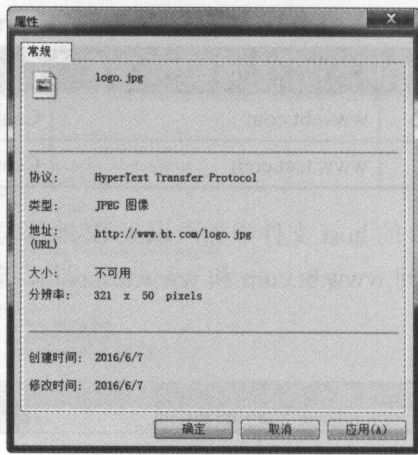 属性
X
常规
logo.jpg
协议: HyperText Transfer Protocol
类型: JPEG 图像
地址: http://www.bt.com/logo.jpg
(URL)
大小: 不可用
分辨率: 321 x 50 pixels
创建时间: 2016/6/7
修改时间: 2016/6/7
确定 取消 应用(A)